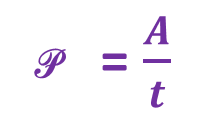 𝒫 = A/t